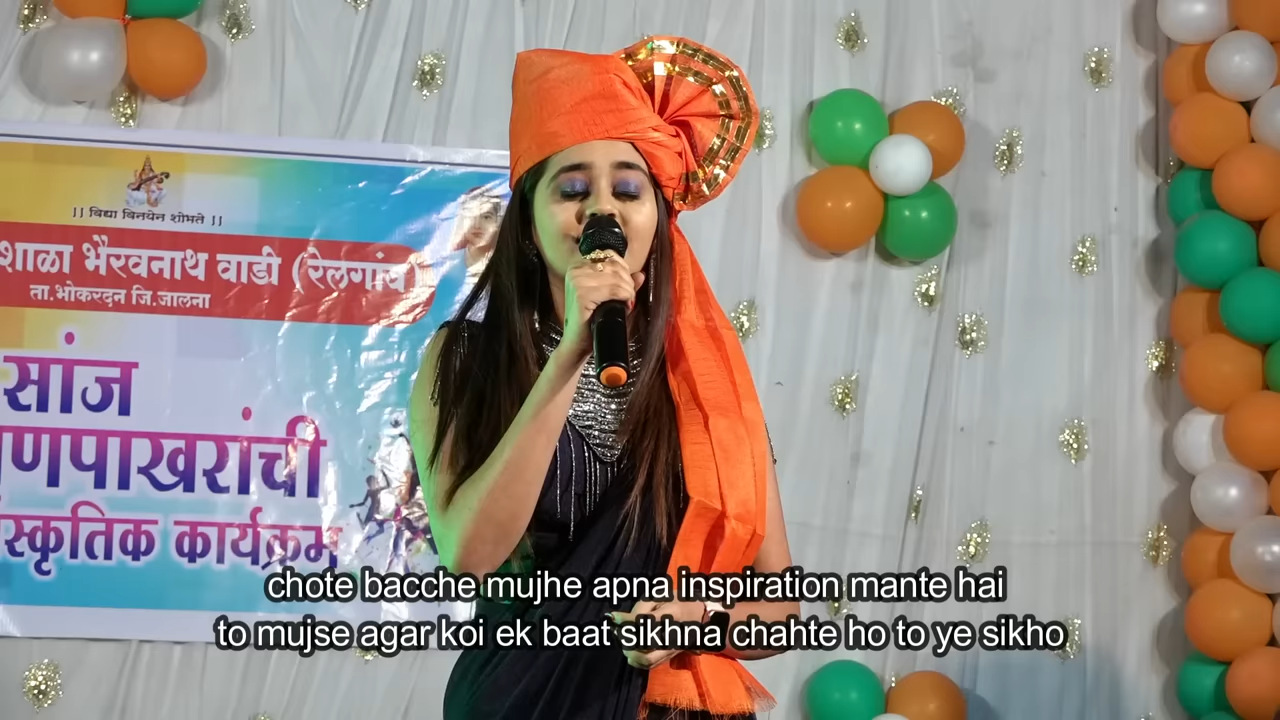 || विद्या विनयेन शोभते ||
शाळा भैरवनाथ वाडी (रेलगांव)
ता.भोकरदन जि.जालना
सांज
णपाखरांची
स्कृतिक कार्यक्रम
chote bacche mujhe apna inspiration mante hai
to mujse agar koi ek baat sikhna chahte ho to ye sikho